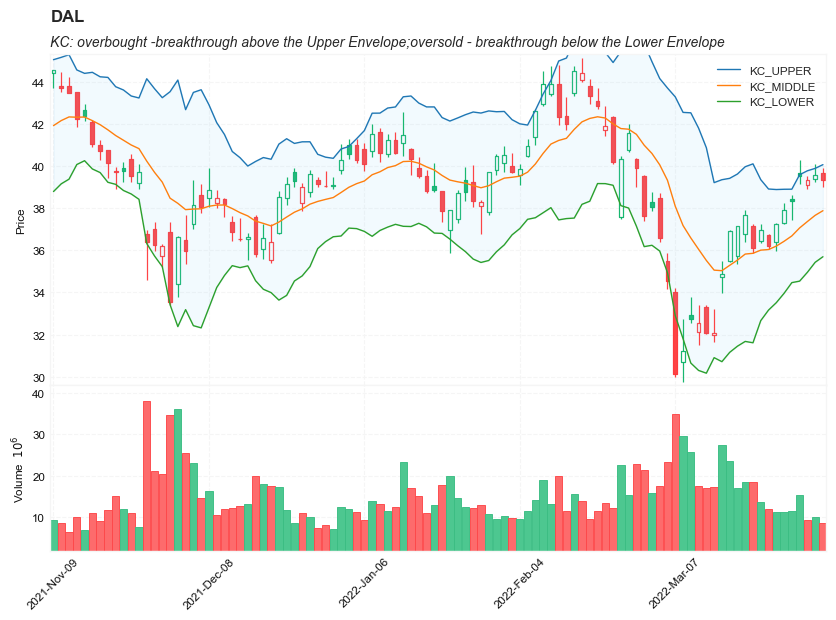 DAL
KC: overbought -breakthrough above the Upper Envelope;oversold - breakthrough below the Lower Envelope
KC_UPPER
KC_MIDDLE
KC_LOWER
44
42
40
38
36
34
32
30
Price
40
30
20
10
Volume 10^6
2021-Nov-09
2021-Dec-08
2022-Jan-06
2022-Feb-04
2022-Mar-07